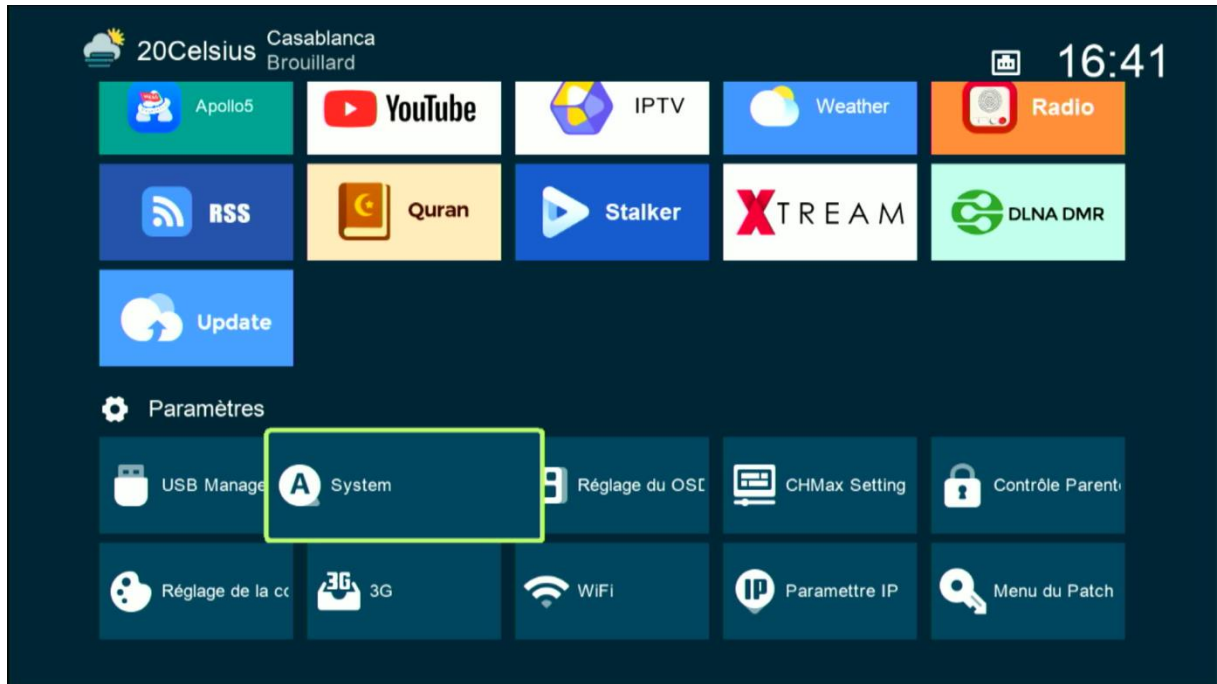 20Celsius
Casablanca
Brouillard
16:41
Apollo5
YouTube
IPTV
Weather
Radio
RSS
Quran
Stalker
XTREAM
DLNA DMR
Update
Paramètres
USB Manage
A System
Réglage du OSD
CHMax Setting
Contrôle Parent
Réglage de la co
3G 3G
WiFi
IP Paramettre IP
Menu du Patch